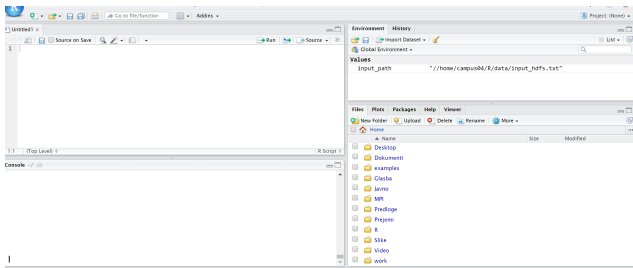 R
Go to file/function
Addins
Project: (None)
Untitled1
Source on Save
Run
Source
1
1:1
(Top Level)
R Script
Console ~/
Environment
History
Import Dataset
List
Global Environment
Values
input_path
"//home/campus04/R/data/input_hdfs.txt"
Files
Plots
Packages
Help
Viewer
New Folder
Upload
Delete
Rename
More
Home
Name
Size
Modified
Desktop
Dokumenti
examples
Glasba
Javno
MPI
Predloge
Prejemi
R
Slike
Video
work